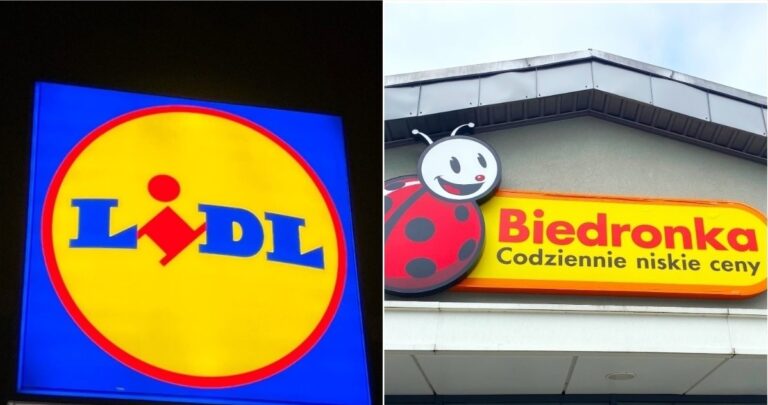 LiDL
Biedronka
Codziennie niskie ceny